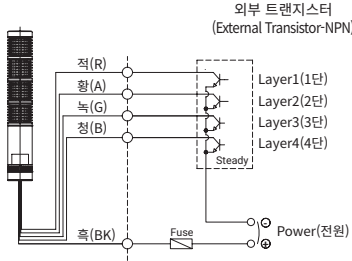 외부 트랜지스터
(External Transistor-NPN)
적(R)
황(A)
녹(G)
청(B)
Layer1(1단)
Layer2(2단)
Layer3(3단)
Layer4(4단)
Steady
흑(BK)
Fuse
-
+
Power(전원)